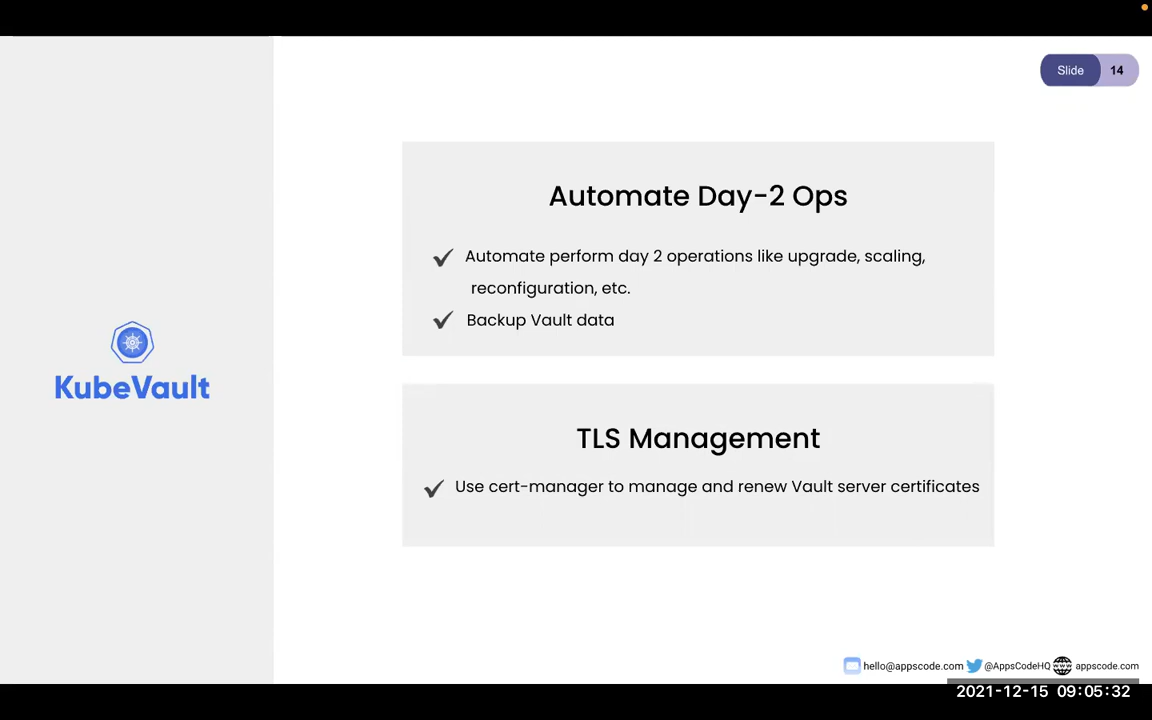 Slide 14
Automate Day-2 Ops
Automate perform day 2 operations like upgrade, scaling,
reconfiguration, etc.
Backup Vault data
KubeVault
TLS Management
Use cert-manager to manage and renew Vault server certificates
hello@appscode.com @AppsCodeHQ appscode.com
2021-12-15 09:05:32